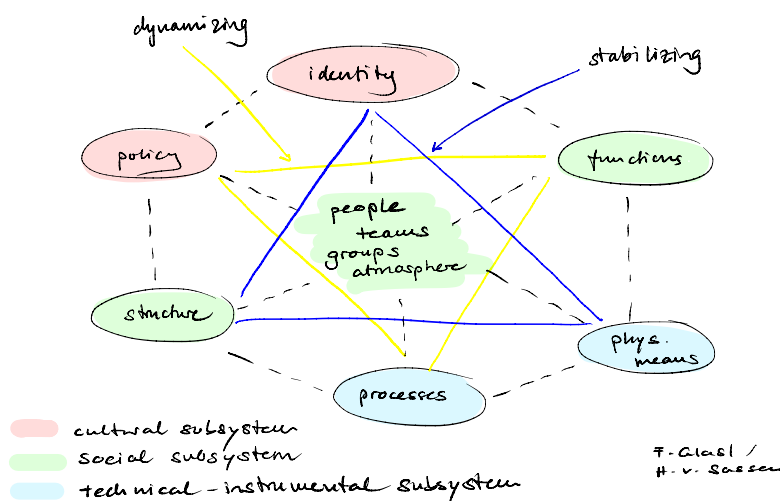 dynamizing
identity
stabilizing
policy
functions
people
teams
groups
atmosphere
structure
phys.
means
processes
cultural subsystem
social subsystem
technical-instrumental subsystem
F. Glasl /
H. v. Sassen